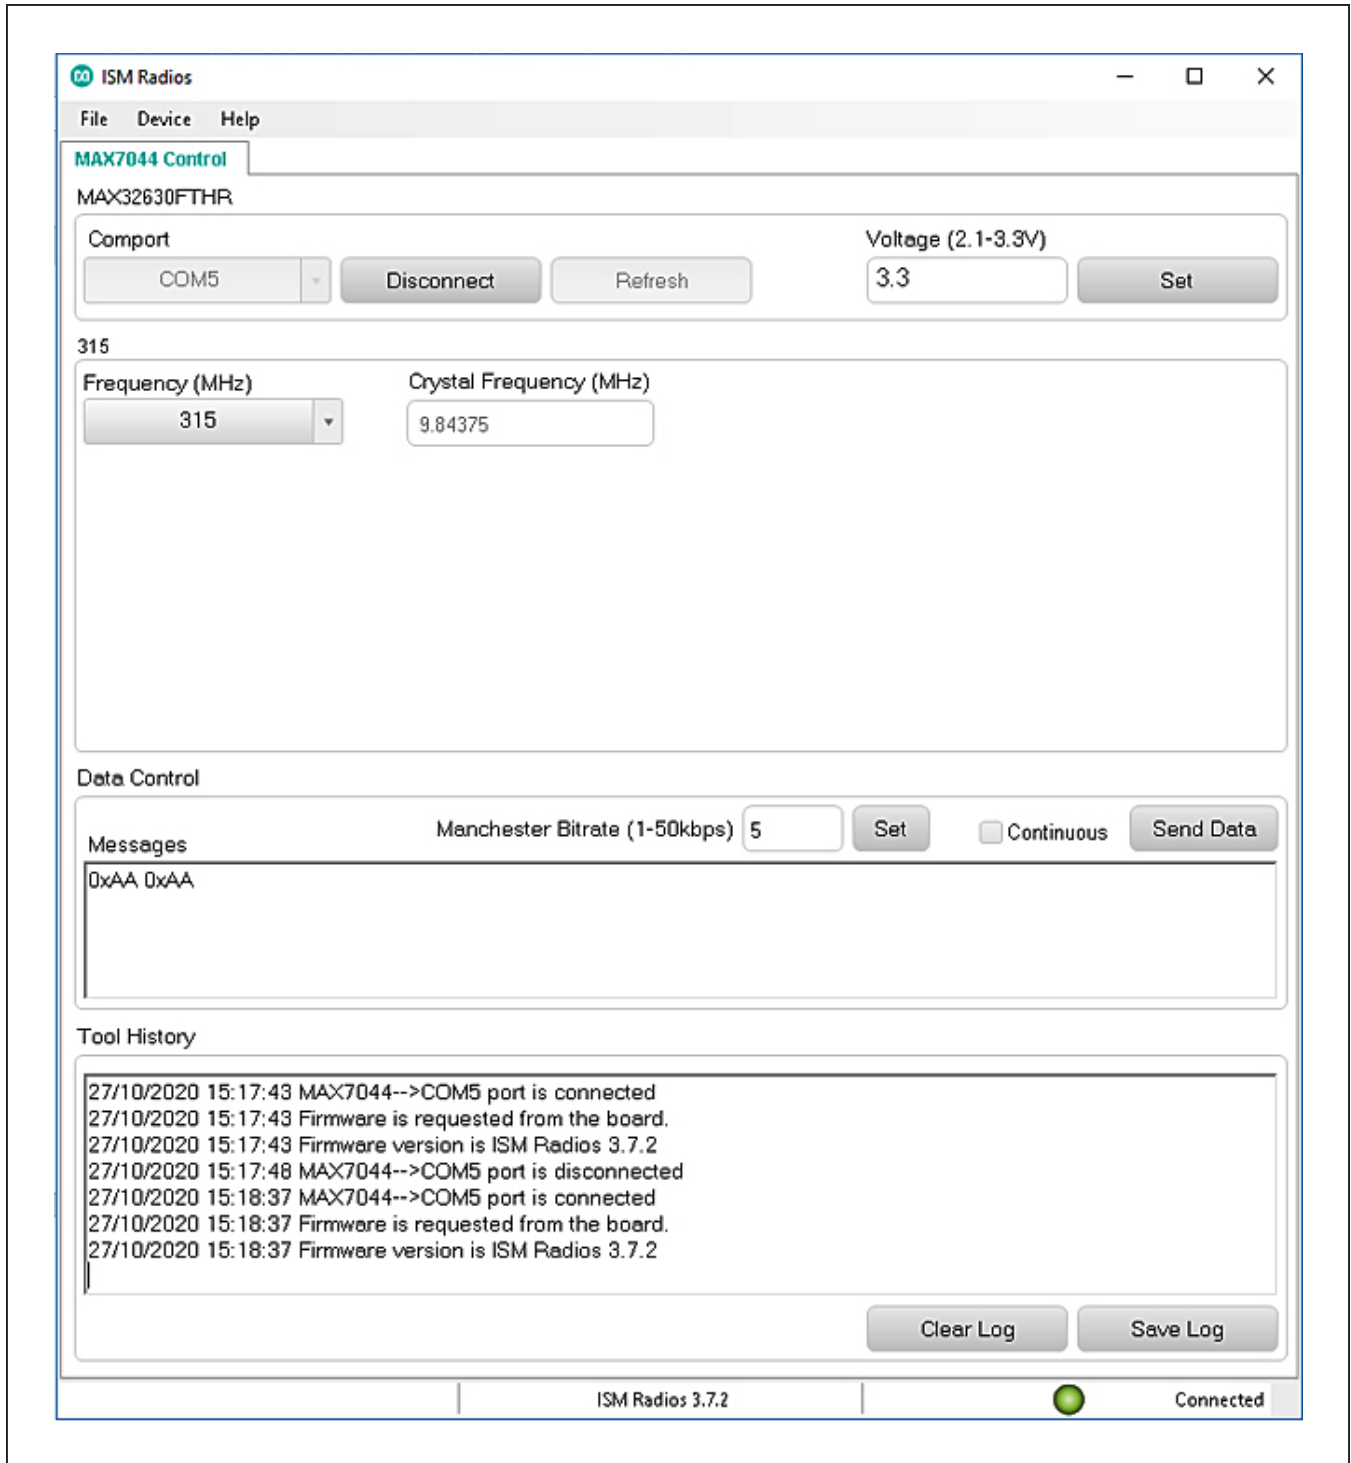 ISM Radios
File Device Help
MAX7044 Control
MAX32630FTHR
Comport Voltage (2.1-3.3V)
COM5 Disconnect Refresh 3.3 Set
315
Frequency (MHz) Crystal Frequency (MHz)
315 9.84375
Data Control
Messages Manchester Bitrate (1-50kbps) 5 Set Continuous Send Data
0xAA 0xAA
Tool History
27/10/2020 15:17:43 MAX7044-->COM5 port is connected
27/10/2020 15:17:43 Firmware is requested from the board.
27/10/2020 15:17:43 Firmware version is ISM Radios 3.7.2
27/10/2020 15:17:48 MAX7044-->COM5 port is disconnected
27/10/2020 15:18:37 MAX7044-->COM5 port is connected
27/10/2020 15:18:37 Firmware is requested from the board.
27/10/2020 15:18:37 Firmware version is ISM Radios 3.7.2
Clear Log Save Log
ISM Radios 3.7.2 Connected